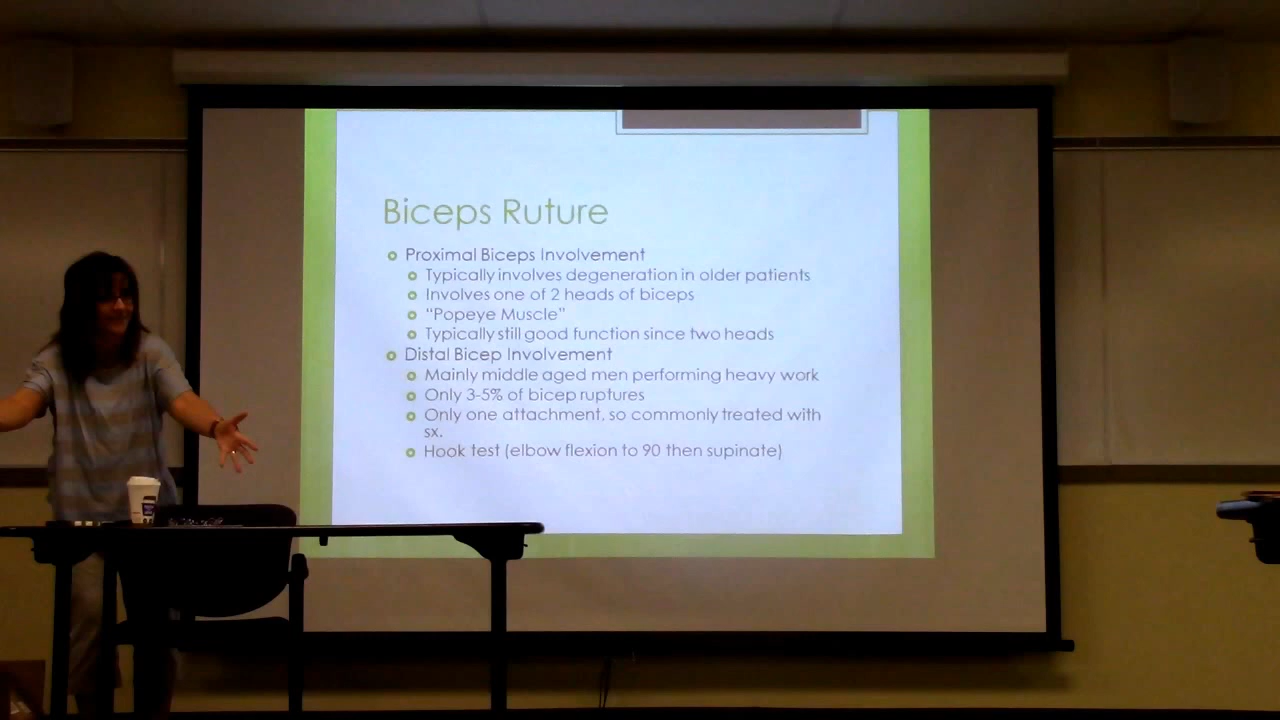 Biceps Ruture
Proximal Biceps Involvement
Typically involves degeneration in older patients
Involves one of 2 heads of biceps
“Popeye Muscle”
Typically still good function since two heads
Distal Bicep Involvement
Mainly middle aged men performing heavy work
Only 3-5% of bicep ruptures
Only one attachment, so commonly treated with
sx.
Hook test (elbow flexion to 90 then supinate)